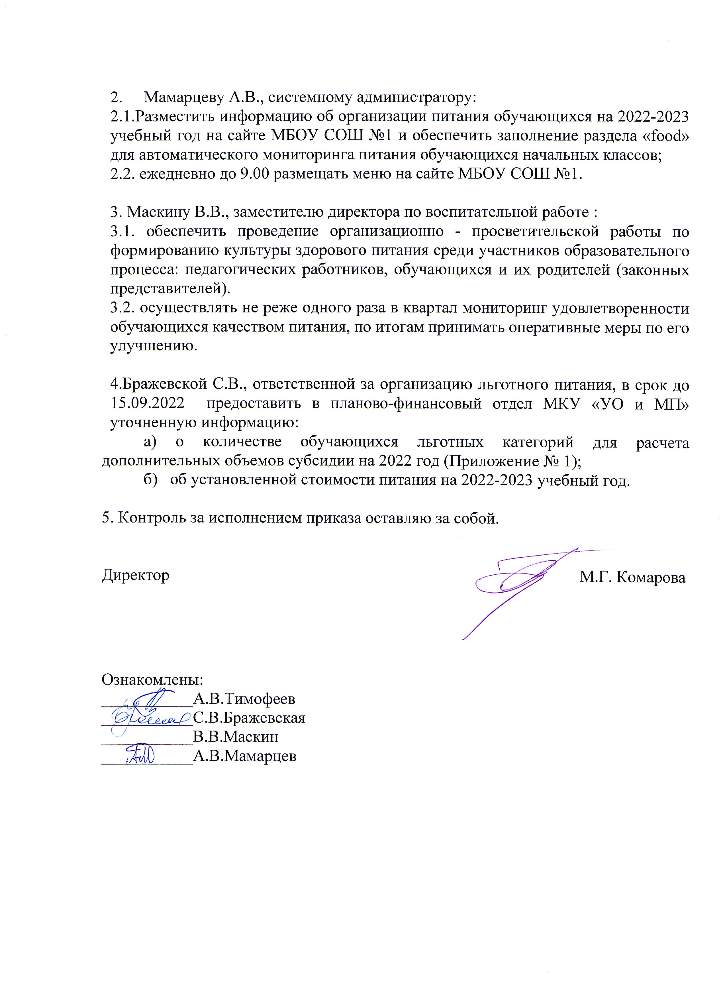 2. Мамарцеву А.В., системному администратору:
2.1.Разместить информацию об организации питания обучающихся на 2022-2023
учебный год на сайте МБОУ СОШ №1 и обеспечить заполнение раздела «food»
для автоматического мониторинга питания обучающихся начальных классов;
2.2. ежедневно до 9.00 размещать меню на сайте МБОУ СОШ №1.
3. Маскину В.В., заместителю директора по воспитательной работе :
3.1. обеспечить проведение организационно - просветительской работы по
формированию культуры здорового питания среди участников образовательного
процесса: педагогических работников, обучающихся и их родителей (законных
представителей).
3.2. осуществлять не реже одного раза в квартал мониторинг удовлетворенности
обучающихся качеством питания, по итогам принимать оперативные меры по его
улучшению.
4.Бражевской С.В., ответственной за организацию льготного питания, в срок до
15.09.2022 предоставить в планово-финансовый отдел МКУ «УО и МП»
уточненную информацию:
а) о количестве обучающихся льготных категорий для расчета
дополнительных объемов субсидии на 2022 год (Приложение № 1);
б) об установленной стоимости питания на 2022-2023 учебный год.
5. Контроль за исполнением приказа оставляю за собой.
Директор М.Г. Комарова
Ознакомлены:
___________А.В.Тимофеев
___________С.В.Бражевская
___________В.В.Маскин
___________А.В.Мамарцев